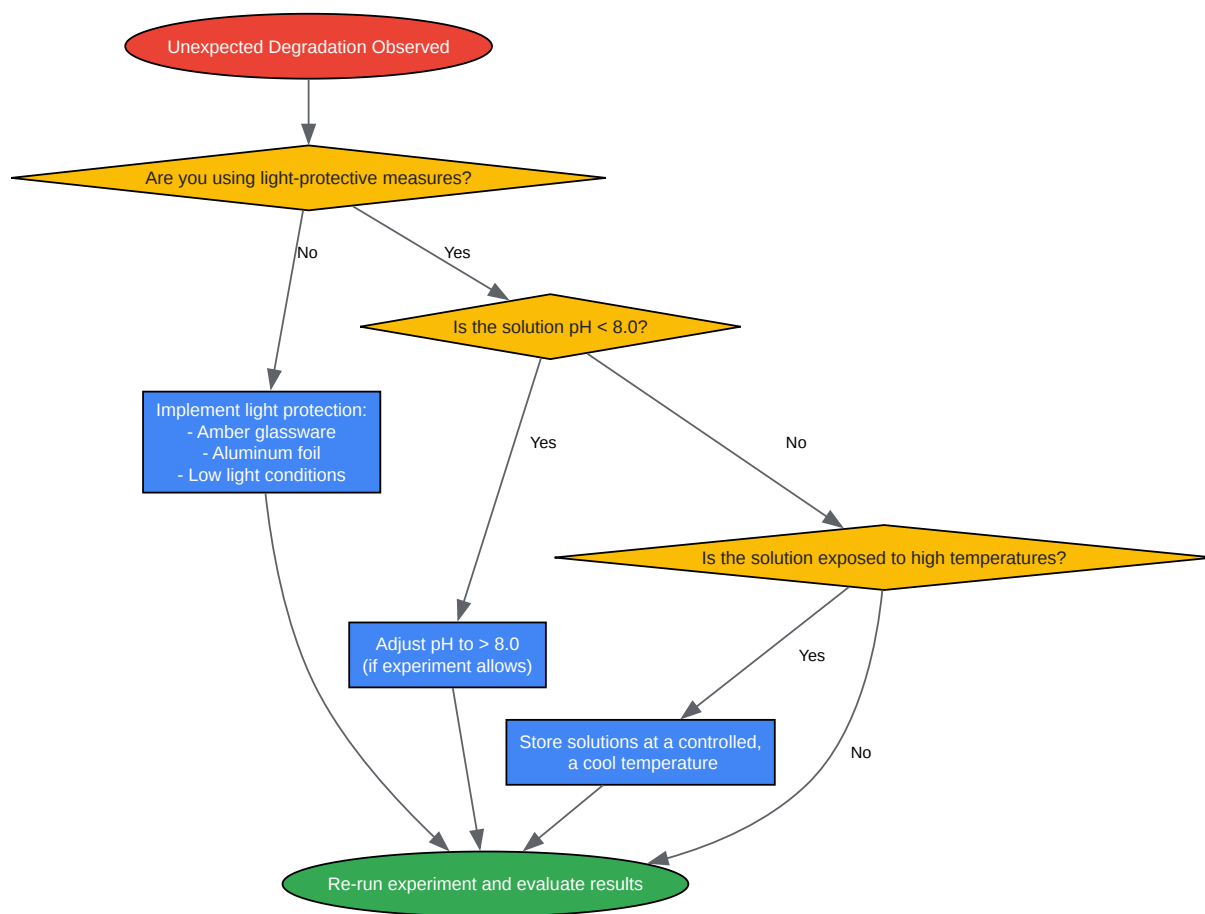 Unexpected Degradation Observed
Are you using light-protective measures?
No
Yes
Is the solution pH < 8.0?
Implement light protection:
- Amber glassware
- Aluminum foil
- Low light conditions
Yes
No
Is the solution exposed to high temperatures?
Adjust pH to > 8.0
(if experiment allows)
Yes
Store solutions at a controlled,
a cool temperature
No
Re-run experiment and evaluate results